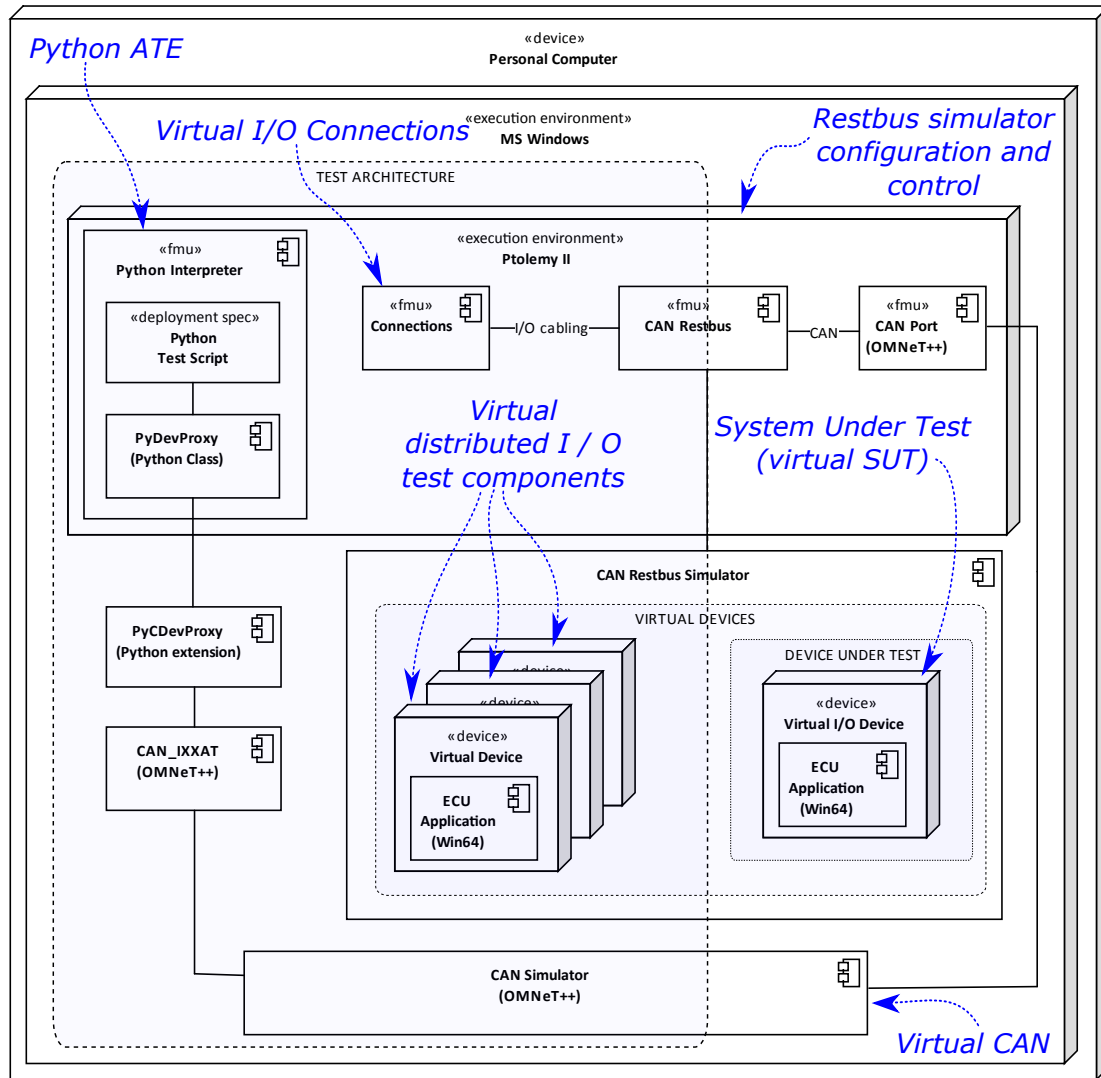 «device»
Personal Computer
Python ATE
Virtual I/O Connections
«execution environment»
MS Windows
Restbus simulator
configuration and
control
TEST ARCHITECTURE
«execution environment»
Ptolemy II
«fmu»
Python Interpreter
«deployment spec»
Python
Test Script
PyDevProxy
(Python Class)
«fmu»
Connections
I/O cabling
«fmu»
CAN Restbus
CAN
«fmu»
CAN Port
(OMNeT++)
Virtual
distributed I / O
test components
System Under Test
(virtual SUT)
CAN Restbus Simulator
VIRTUAL DEVICES
PyCDevProxy
(Python extension)
CAN_IXXAT
(OMNeT++)
«device»
«device»
«device»
Virtual Device
ECU
Application
(Win64)
DEVICE UNDER TEST
«device»
Virtual I/O Device
ECU
Application
(Win64)
CAN Simulator
(OMNeT++)
Virtual CAN